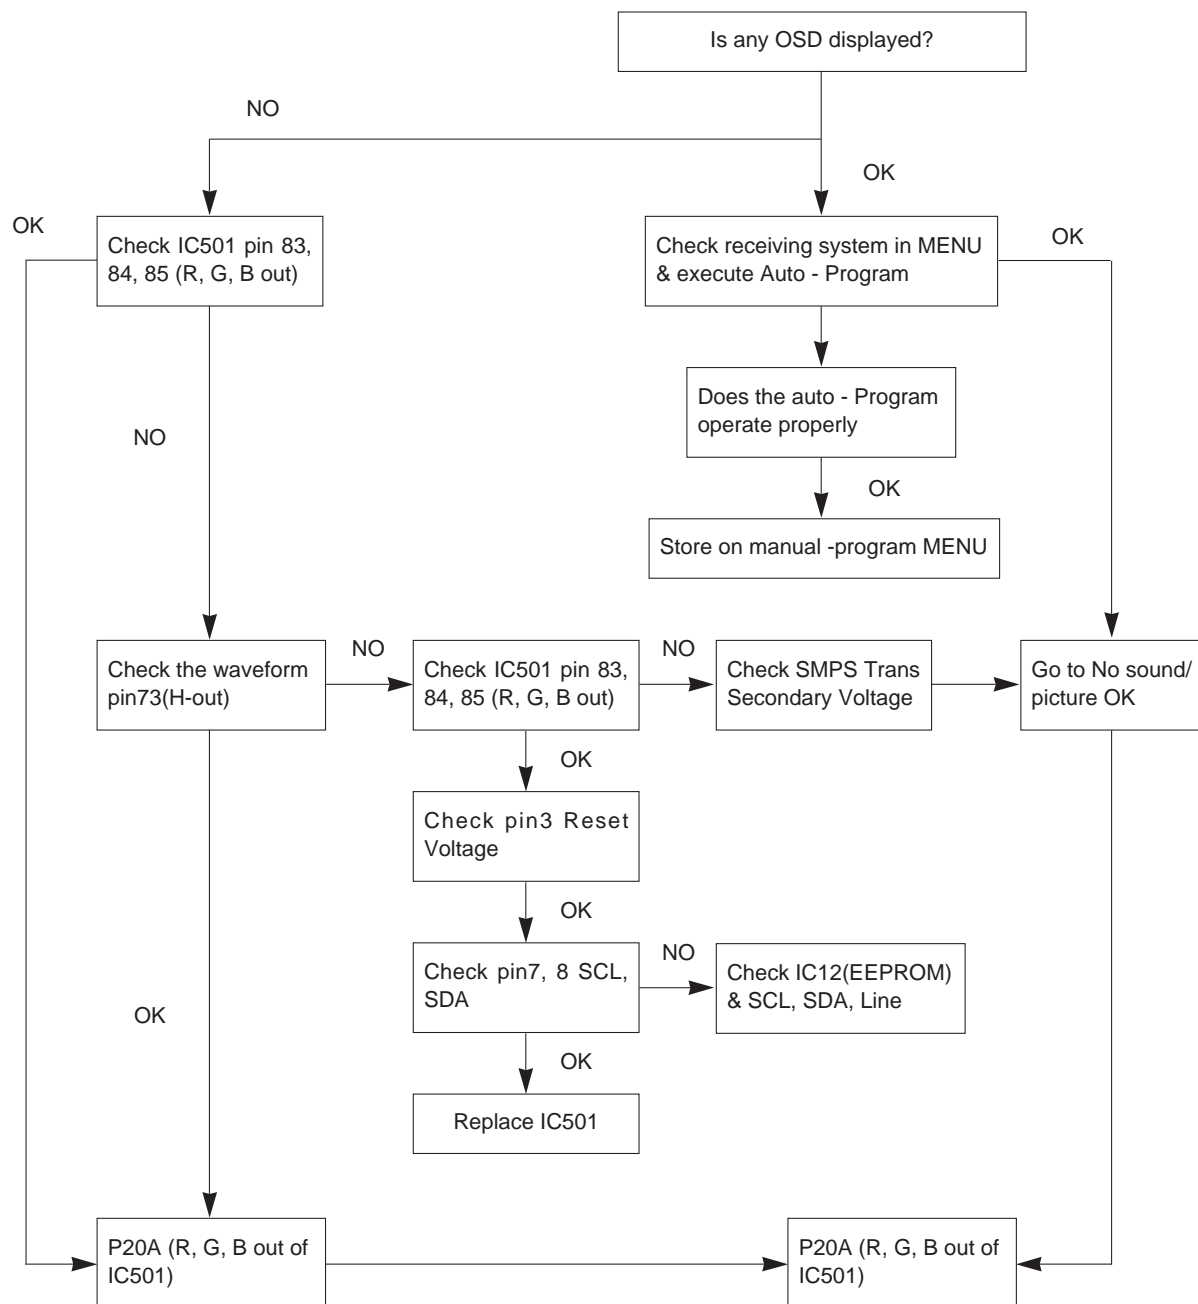 Is any OSD displayed?
NO
OK
OK
Check IC501 pin 83,
84, 85 (R, G, B out)
Check receiving system in MENU
& execute Auto - Program
OK
Does the auto - Program
operate properly
NO
OK
Store on manual -program MENU
Check the waveform
pin73(H-out)
NO
Check IC501 pin 83,
84, 85 (R, G, B out)
NO
Check SMPS Trans
Secondary Voltage
Go to No sound/
picture OK
OK
Check pin3 Reset
Voltage
OK
Check pin7, 8 SCL,
SDA
NO
Check IC12(EEPROM)
& SCL, SDA, Line
OK
OK
Replace IC501
P20A (R, G, B out of
IC501)
P20A (R, G, B out of
IC501)